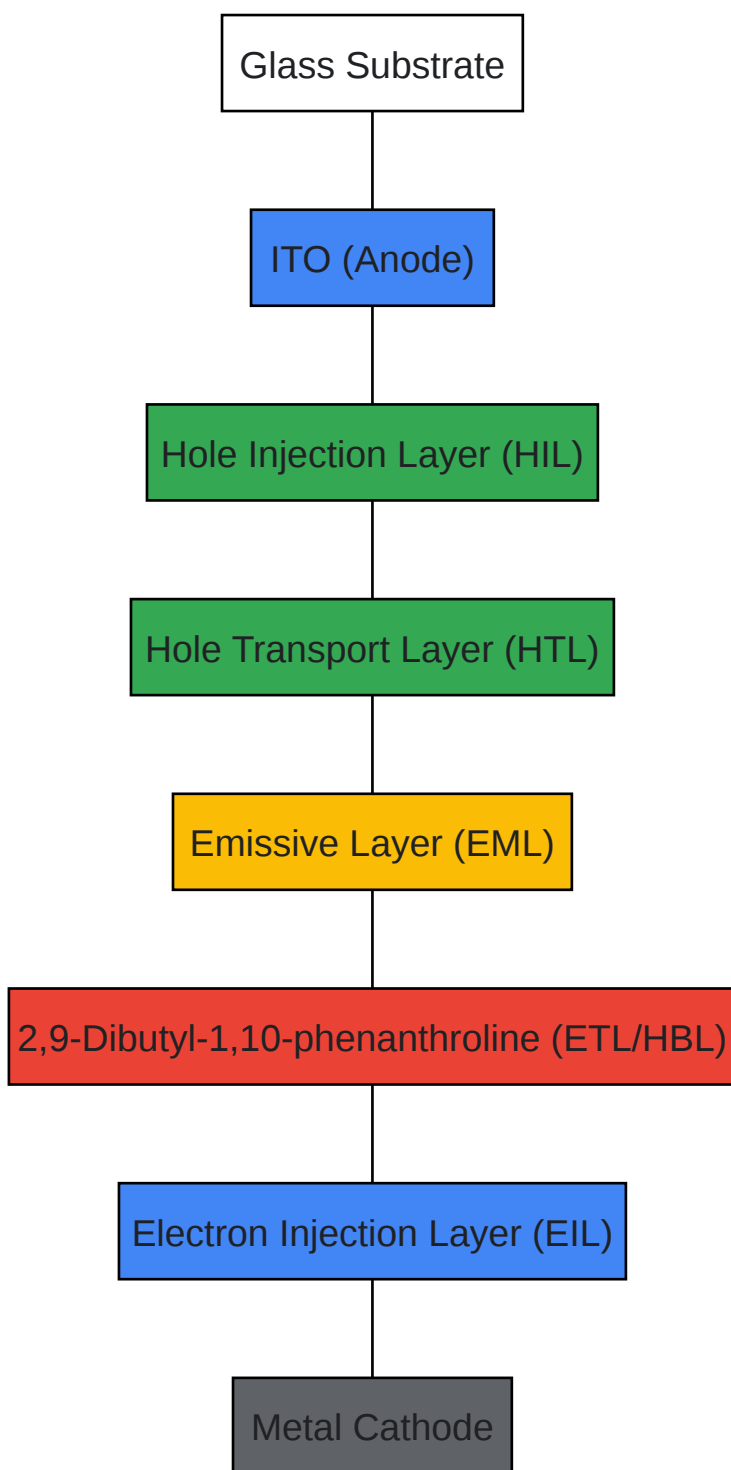 Glass Substrate
ITO (Anode)
Hole Injection Layer (HIL)
Hole Transport Layer (HTL)
Emissive Layer (EML)
2,9-Dibutyl-1,10-phenanthroline (ETL/HBL)
Electron Injection Layer (EIL)
Metal Cathode